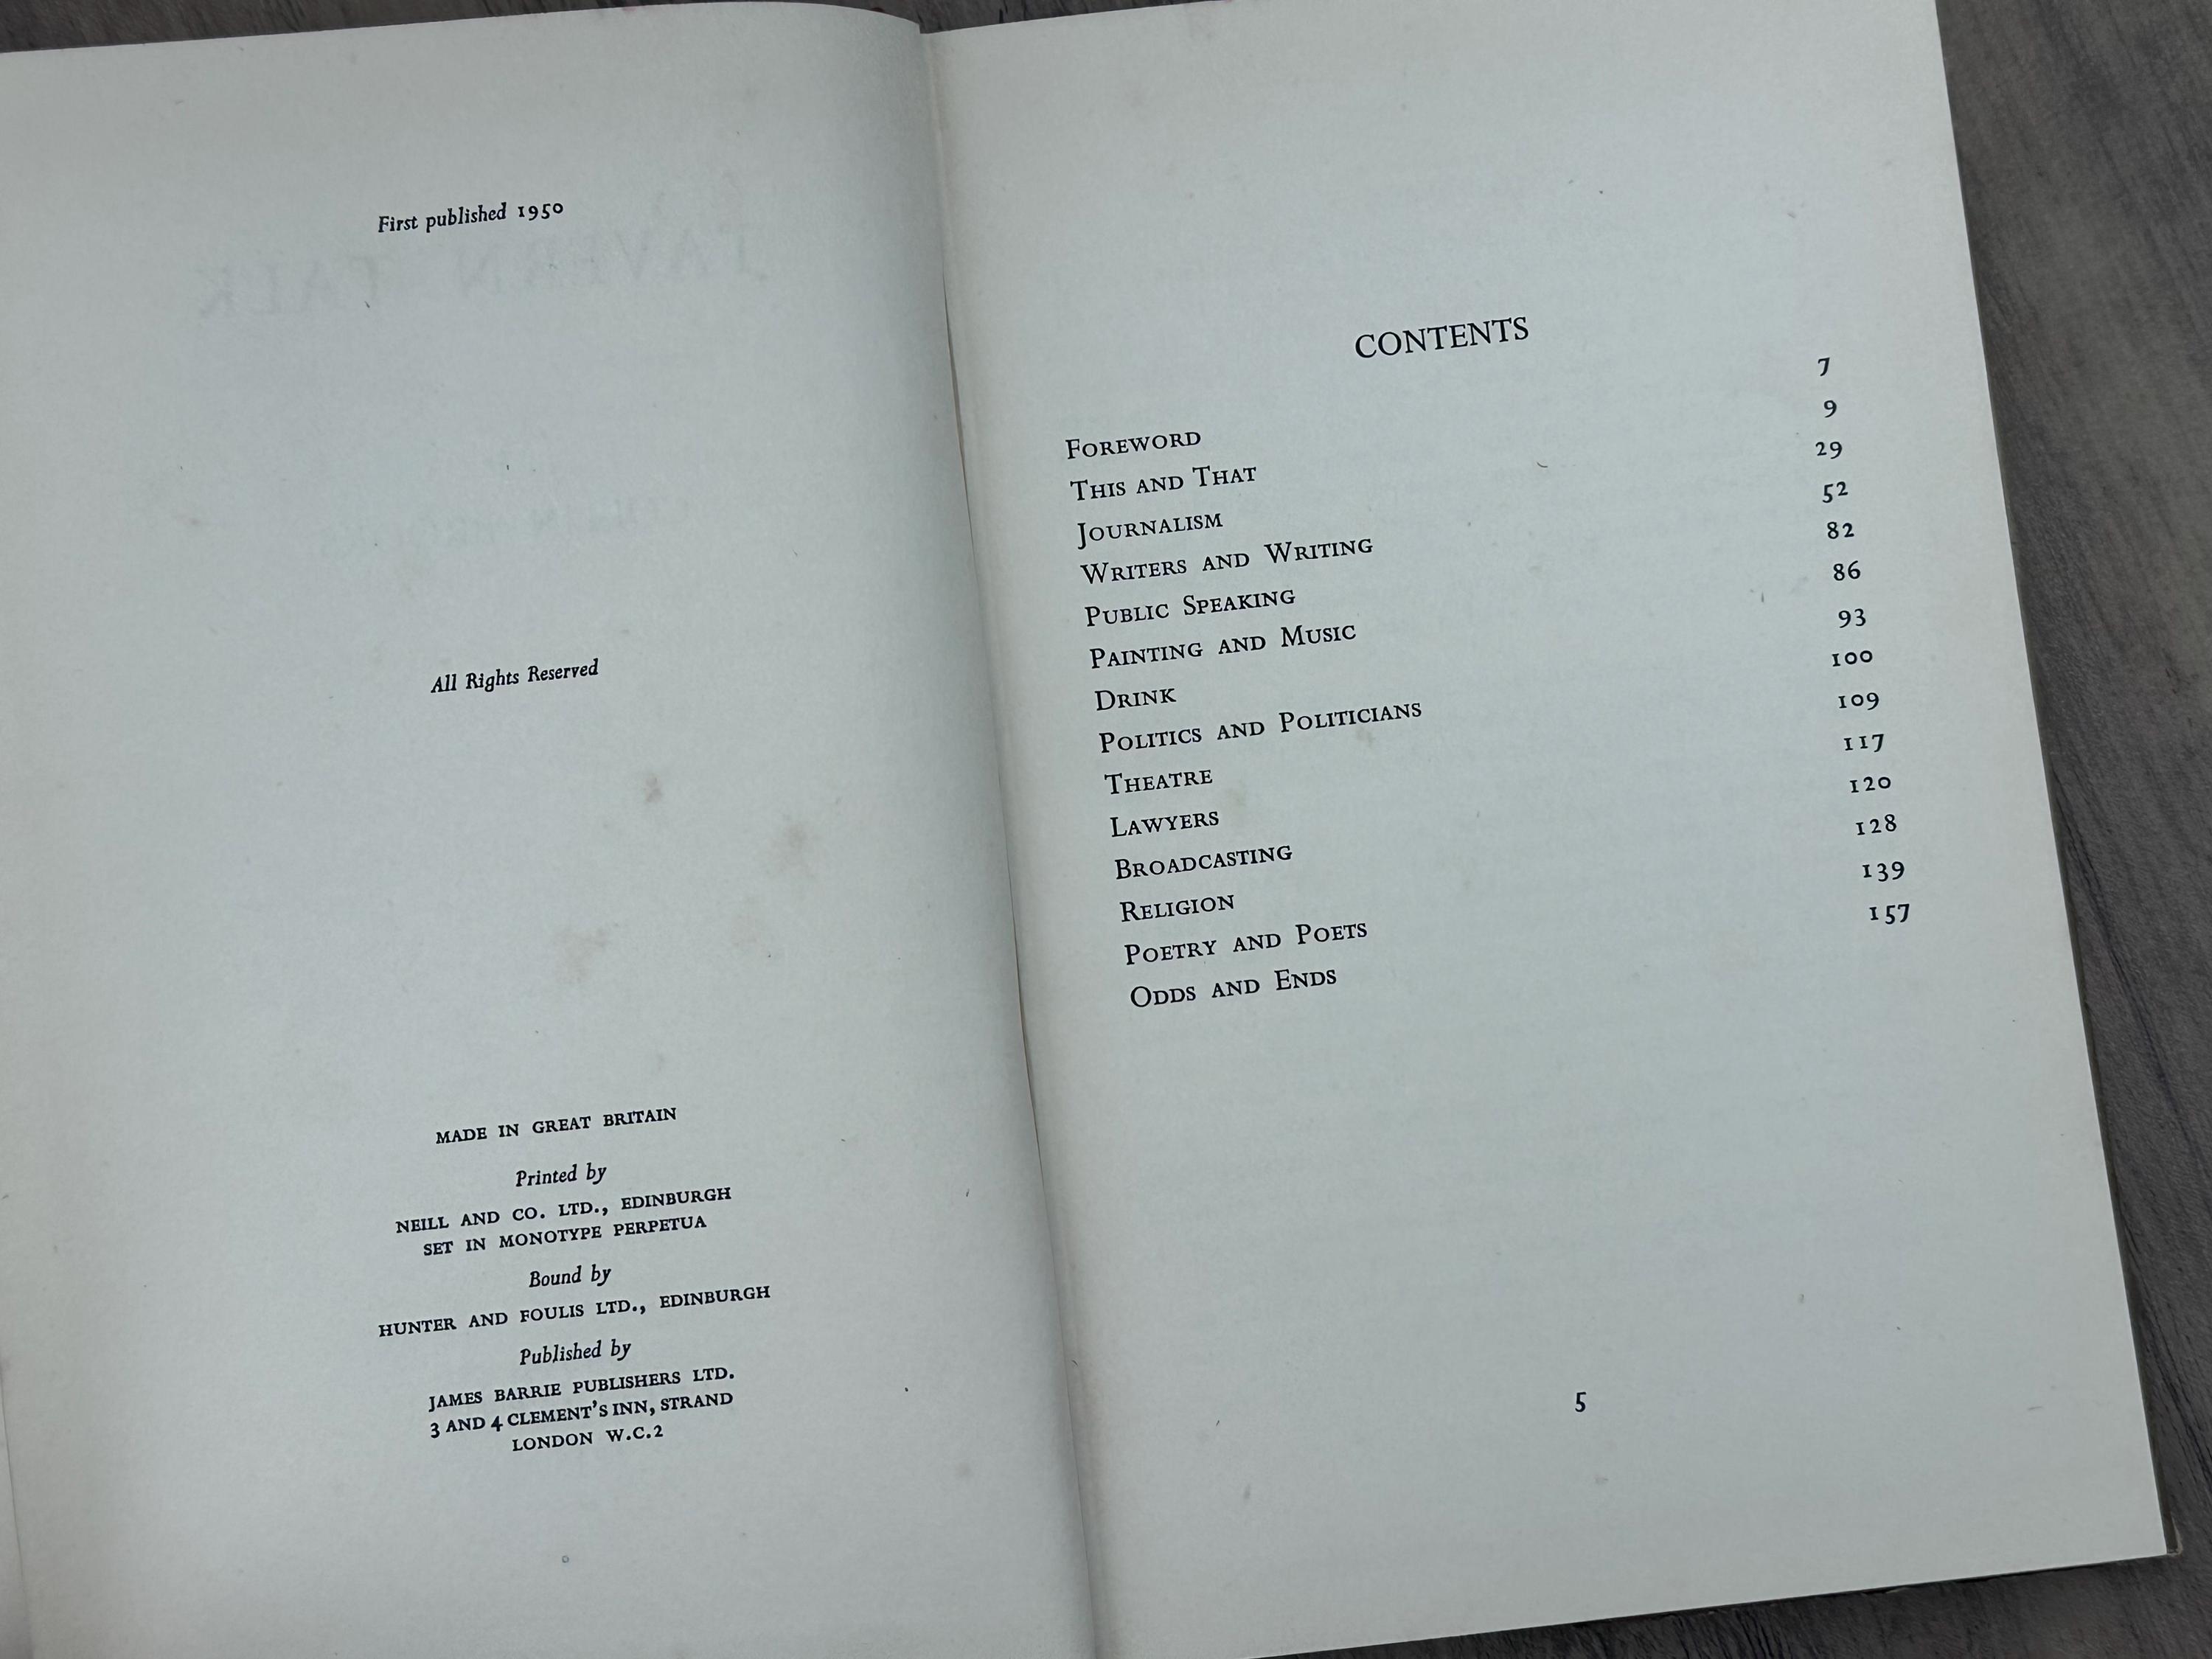 First published 1950
All Rights Reserved
MADE IN GREAT BRITAIN
Printed by
NEILL AND CO. LTD., EDINBURGH
SET IN MONOTYPE PERPETUA
Bound by
HUNTER AND FOULIS LTD., EDINBURGH
Published by
JAMES BARRIE PUBLISHERS LTD.
3 AND 4 CLEMENT'S INN, STRAND
LONDON W.C.2
CONTENTS
FOREWORD 7
THIS AND THAT 9
JOURNALISM 29
WRITERS AND WRITING 52
PUBLIC SPEAKING 82
PAINTING AND MUSIC 86
DRINK 93
POLITICS AND POLITICIANS 100
THEATRE 109
LAWYERS 117
BROADCASTING 120
RELIGION 128
POETRY AND POETS 139
ODDS AND ENDS 157
5